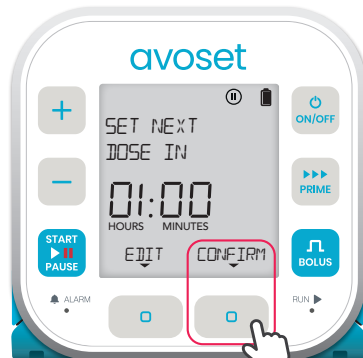 avoset
ON/OFF
SET NEXT
DOSE IN
PRIME
01:00
HOURS MINUTES
START
PAUSE
BOLUS
EDIT CONFIRM
ALARM
RUN